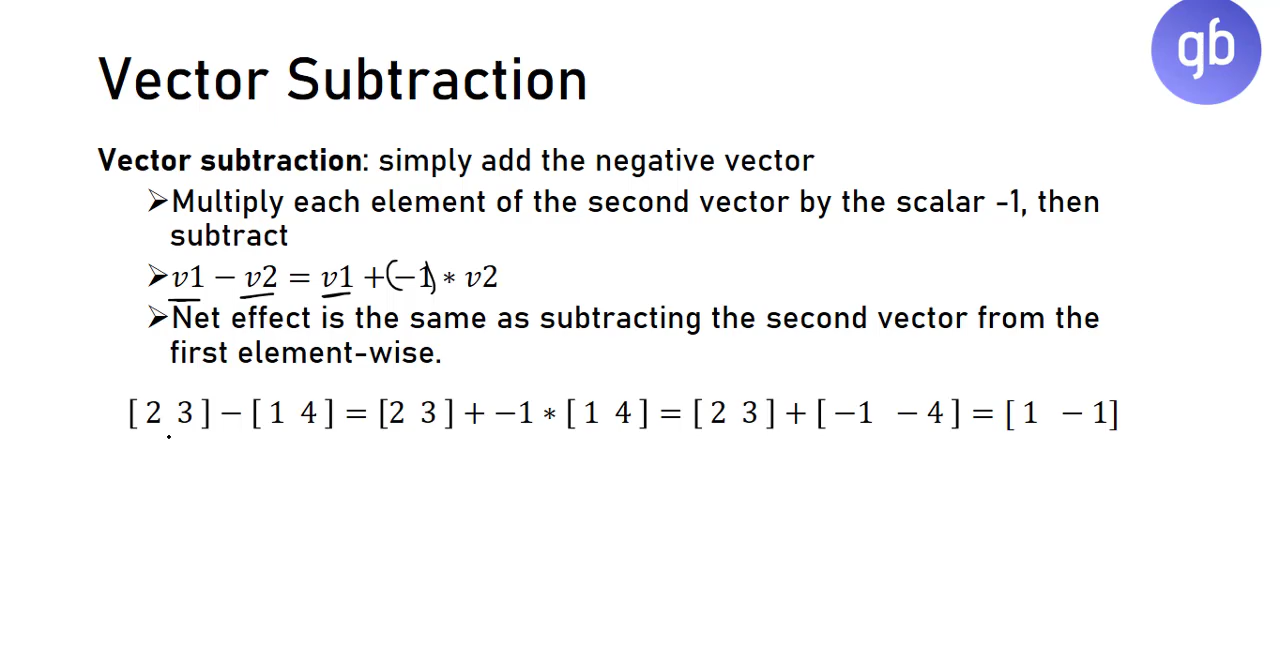 gb
Vector Subtraction
Vector subtraction: simply add the negative vector
➢Multiply each element of the second vector by the scalar -1, then
subtract
➢v1 − v2 = v1 +(−1) ∗ v2
➢Net effect is the same as subtracting the second vector from the
first element-wise.
[ 2 3 ] − [ 1 4 ] = [2 3 ] + −1 ∗ [ 1 4 ] = [ 2 3 ] + [ −1 − 4 ] = [ 1 − 1]